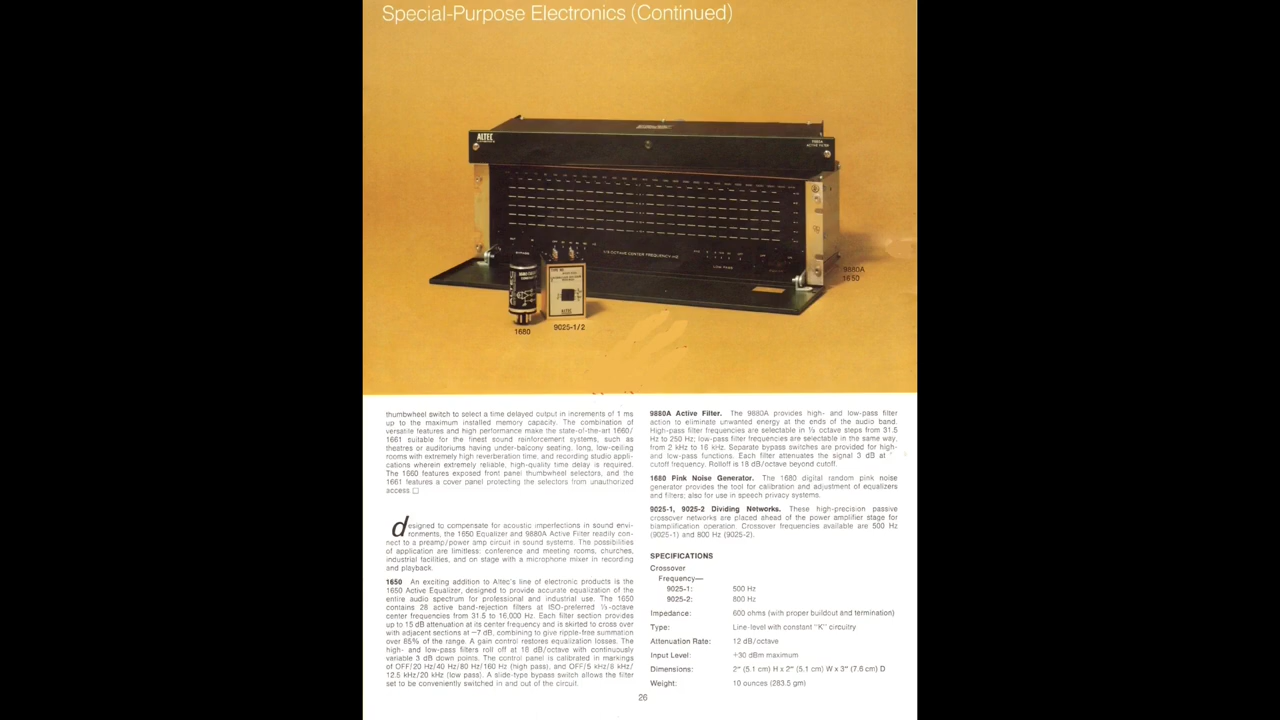 Special-Purpose Electronics (Continued)
ALTEC
9880A
ACTIVE FILTER
BYPASS
1/3 OCTAVE CENTER FREQUENCY-HZ
LOW PASS
ALTEC
ALTEC
9880A
1650
1680
9025-1/2
thumbwheel switch to select a time delayed output in increments of 1 ms
up to the maximum installed memory capacity. The combination of
versatile features and high performance make the state-of-the-art 1660/
1661 suitable for the finest sound reinforcement systems, such as
theatres or auditoriums having under-balcony seating, long, low-ceiling
rooms with extremely high reverberation time, and recording studio appli-
cations wherein extremely reliable, high-quality time delay is required.
The 1660 features exposed front panel thumbwheel selectors, and the
1661 features a cover panel protecting the selectors from unauthorized
access.□
designed to compensate for acoustic imperfections in sound envi-
ronments, the 1650 Equalizer and 9880A Active Filter readily con-
nect to a preamp/power amp circuit in sound systems. The possibilities
of application are limitless: conference and meeting rooms, churches,
industrial facilities, and on stage with a microphone mixer in recording
and playback.
1650 An exciting addition to Altec's line of electronic products is the
1650 Active Equalizer, designed to provide accurate equalization of the
entire audio spectrum for professional and industrial use. The 1650
contains 28 active band-rejection filters at ISO-preferred ⅓-octave
center frequencies from 31.5 to 16,000 Hz. Each filter section provides
up to 15 dB attenuation at its center frequency and is skirted to cross over
with adjacent sections at −7 dB, combining to give ripple-free summation
over 85% of the range. A gain control restores equalization losses. The
high- and low-pass filters roll off at 18 dB/octave with continuously
variable 3 dB down points. The control panel is calibrated in markings
of OFF/20 Hz/40 Hz/80 Hz/160 Hz (high pass), and OFF/5 kHz/8 kHz/
12.5 kHz/20 kHz (low pass). A slide-type bypass switch allows the filter
set to be conveniently switched in and out of the circuit.
9880A Active Filter. The 9880A provides high- and low-pass filter
action to eliminate unwanted energy at the ends of the audio band.
High-pass filter frequencies are selectable in ⅓ octave steps from 31.5
Hz to 250 Hz; low-pass filter frequencies are selectable in the same way,
from 2 kHz to 16 kHz. Separate bypass switches are provided for high-
and low-pass functions. Each filter attenuates the signal 3 dB at
cutoff frequency. Rolloff is 18 dB/octave beyond cutoff.
1680 Pink Noise Generator. The 1680 digital random pink noise
generator provides the tool for calibration and adjustment of equalizers
and filters; also for use in speech privacy systems.
9025-1, 9025-2 Dividing Networks. These high-precision passive
crossover networks are placed ahead of the power amplifier stage for
biamplification operation. Crossover frequencies available are 500 Hz
(9025-1) and 800 Hz (9025-2).
SPECIFICATIONS
Crossover
Frequency—
9025-1: 500 Hz
9025-2: 800 Hz
Impedance: 600 ohms (with proper buildout and termination)
Type: Line-level with constant "K" circuitry
Attenuation Rate: 12 dB/octave
Input Level: +30 dBm maximum
Dimensions: 2" (5.1 cm) H x 2" (5.1 cm) W x 3" (7.6 cm) D
Weight: 10 ounces (283.5 gm)
26